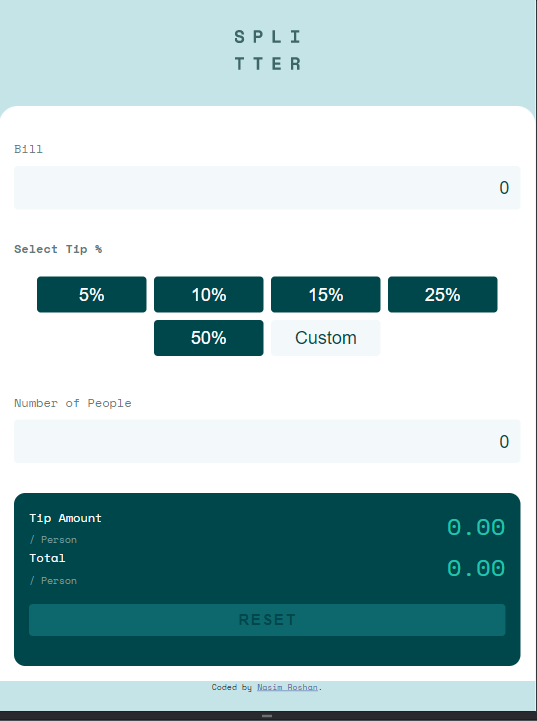 SPLI
TTER
Bill
0
Select Tip %
5% 10% 15% 25%
50% Custom
Number of People
0
Tip Amount 0.00
/ Person
Total 0.00
/ Person
RESET
Coded by Nasim Roshan.